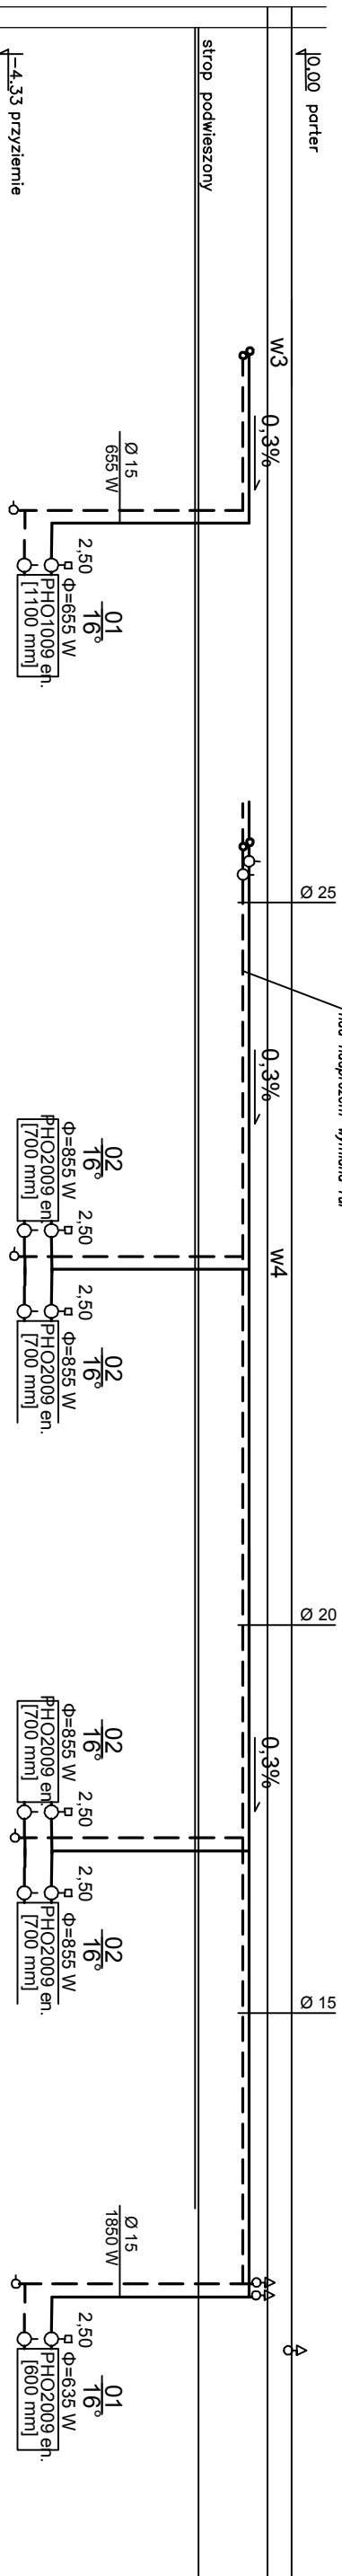 0,00 parter
strop podwieszony
-4.33 przyziemie
W3
0,3%
Ø 15
655 W
2,50
01
16°
Φ=655 W
PHO1009 en.
[1100 mm]
Ø 25
0,3%
W4
02
16°
Φ=855 W
PHO2009 en.
[700 mm]
2,50
2,50
02
16°
Φ=855 W
PHO2009 en.
[700 mm]
Ø 20
0,3%
02
16°
Φ=855 W
PHO2009 en.
[700 mm]
2,50
2,50
02
16°
Φ=855 W
PHO2009 en.
[700 mm]
Ø 15
Ø 15
1850 W
2,50
01
16°
Φ=635 W
PHO2009 en.
[600 mm]